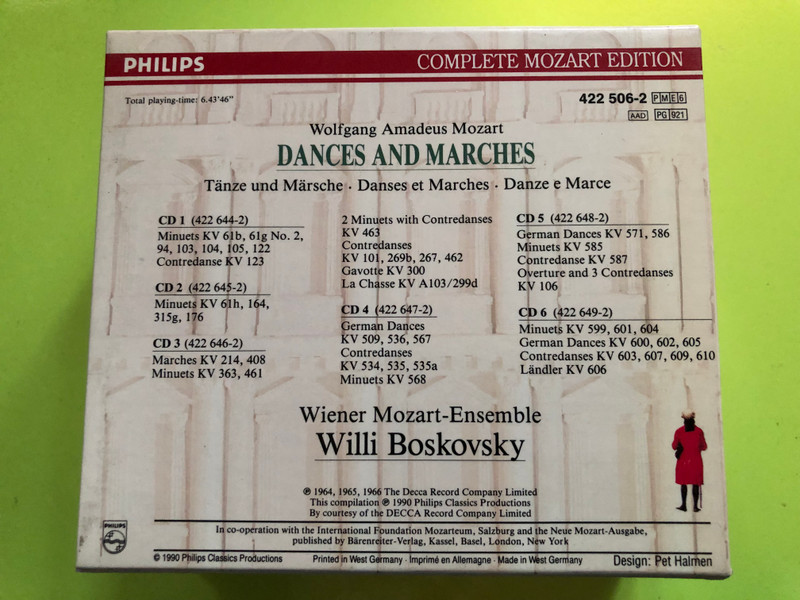 PHILIPS
COMPLETE MOZART EDITION
Total playing-time: 6.43'46"
422 506-2 PME6
AAD PG 921
Wolfgang Amadeus Mozart
DANCES AND MARCHES
Tänze und Märsche · Danses et Marches · Danze e Marce
CD 1 (422 644-2)
Minuets KV 61b, 61g No. 2,
94, 103, 104, 105, 122
Contredanse KV 123
CD 2 (422 645-2)
Minuets KV 61h, 164,
315g, 176
CD 3 (422 646-2)
Marches KV 214, 408
Minuets KV 363, 461
2 Minuets with Contredanses
KV 463
Contredanses
KV 101, 269b, 267, 462
Gavotte KV 300
La Chasse KV A103/299d
CD 4 (422 647-2)
German Dances
KV 509, 536, 567
Contredanses
KV 534, 535, 535a
Minuets KV 568
CD 5 (422 648-2)
German Dances KV 571, 586
Minuets KV 585
Contredanse KV 587
Overture and 3 Contredanses
KV 106
CD 6 (422 649-2)
Minuets KV 599, 601, 604
German Dances KV 600, 602, 605
Contredanses KV 603, 607, 609, 610
Ländler KV 606
Wiener Mozart-Ensemble
Willi Boskovsky
℗ 1964, 1965, 1966 The Decca Record Company Limited
This compilation ℗ 1990 Philips Classics Productions
By courtesy of the DECCA Record Company Limited
PHILIPS
In co-operation with the International Foundation Mozarteum, Salzburg and the Neue Mozart-Ausgabe,
published by Bärenreiter-Verlag, Kassel, Basel, London, New York
© 1990 Philips Classics Productions
Printed in West Germany · Imprimé en Allemagne · Made in West Germany
Design: Pet Halmen